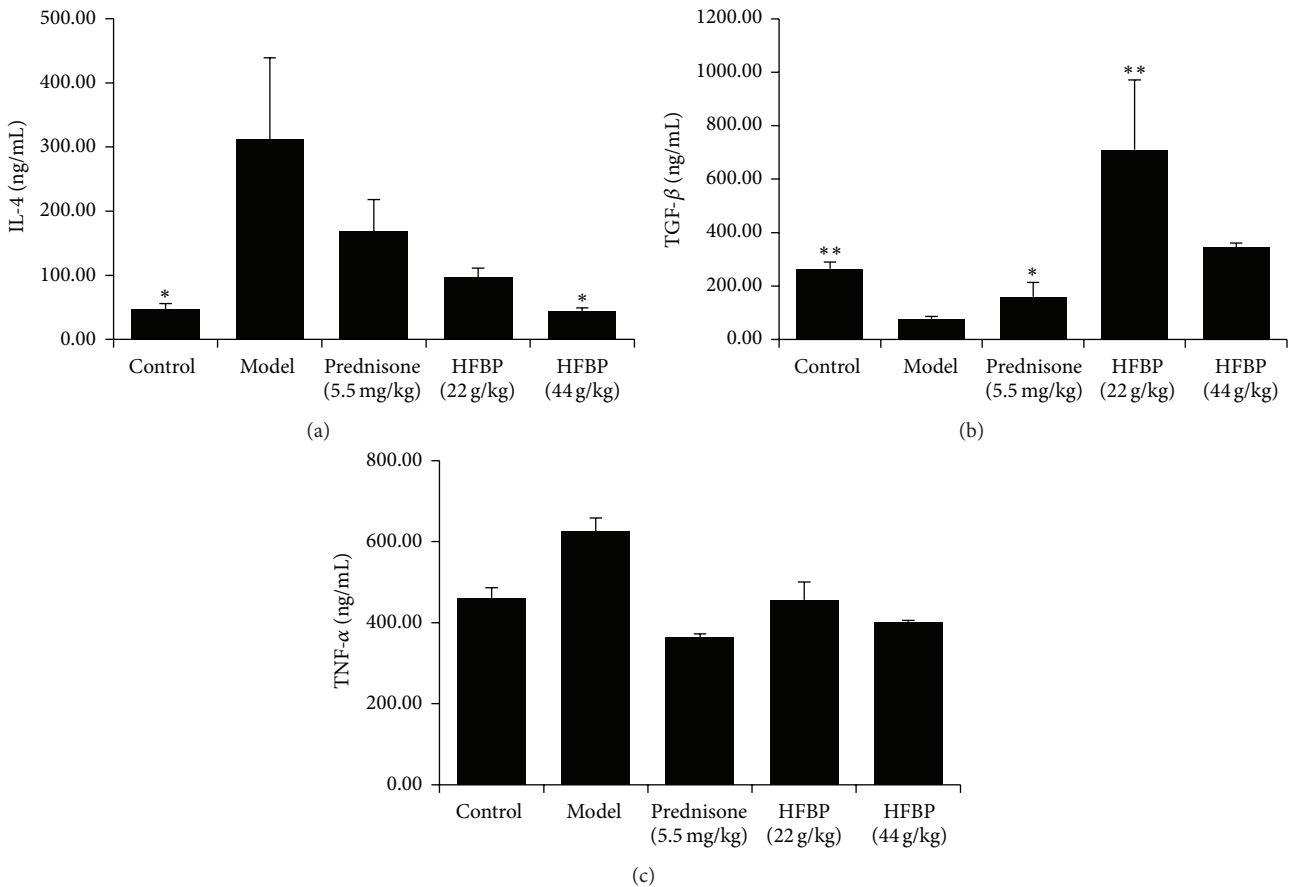 500.00
400.00
300.00
200.00
100.00
0.00
IL-4 (ng/mL)
*
*
Control
Model
Prednisone
(5.5 mg/kg)
HFBP
(22 g/kg)
HFBP
(44 g/kg)
(a)
1200.00
1000.00
800.00
600.00
400.00
200.00
0.00
TGF-β (ng/mL)
**
*
**
Control
Model
Prednisone
(5.5 mg/kg)
HFBP
(22 g/kg)
HFBP
(44 g/kg)
(b)
800.00
600.00
400.00
200.00
0.00
TNF-α (ng/mL)
Control
Model
Prednisone
(5.5 mg/kg)
HFBP
(22 g/kg)
HFBP
(44 g/kg)
(c)